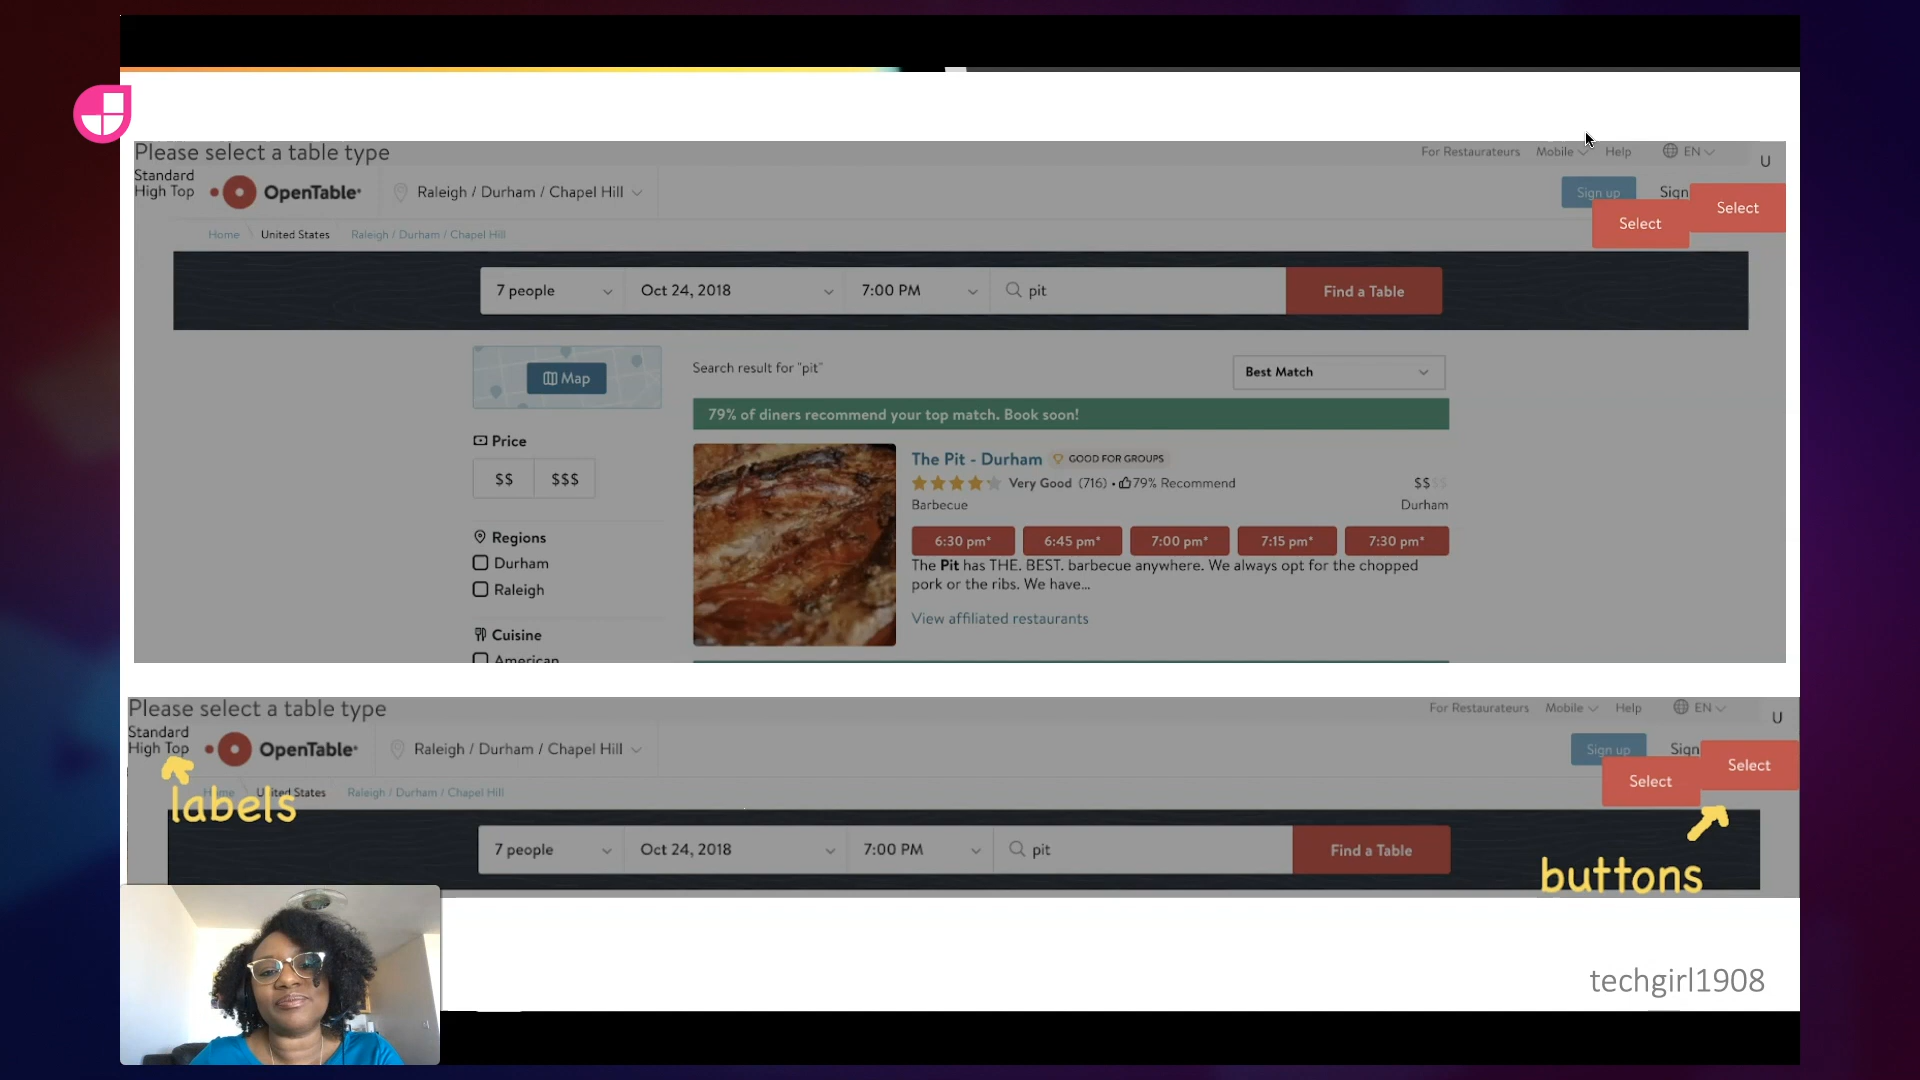 Please select a table type
For Restaurateurs Mobile Help EN U
Standard
High Top OpenTable Raleigh / Durham / Chapel Hill Sign up Sign Select
Select
Home United States Raleigh / Durham / Chapel Hill
7 people Oct 24, 2018 7:00 PM pit Find a Table
Map
Search result for "pit" Best Match
79% of diners recommend your top match. Book soon!
Price
$$ $$$
Regions
Durham
Raleigh
Cuisine
American
The Pit - Durham GOOD FOR GROUPS
Very Good (716) • 79% Recommend $$$$
Barbecue Durham
6:30 pm* 6:45 pm* 7:00 pm* 7:15 pm* 7:30 pm*
The Pit has THE. BEST. barbecue anywhere. We always opt for the chopped
pork or the ribs. We have...
View affiliated restaurants
Please select a table type
For Restaurateurs Mobile Help EN U
Standard
High Top OpenTable Raleigh / Durham / Chapel Hill Sign up Sign Select
Select
Home United States Raleigh / Durham / Chapel Hill
labels
7 people Oct 24, 2018 7:00 PM pit Find a Table
buttons
techgirl1908